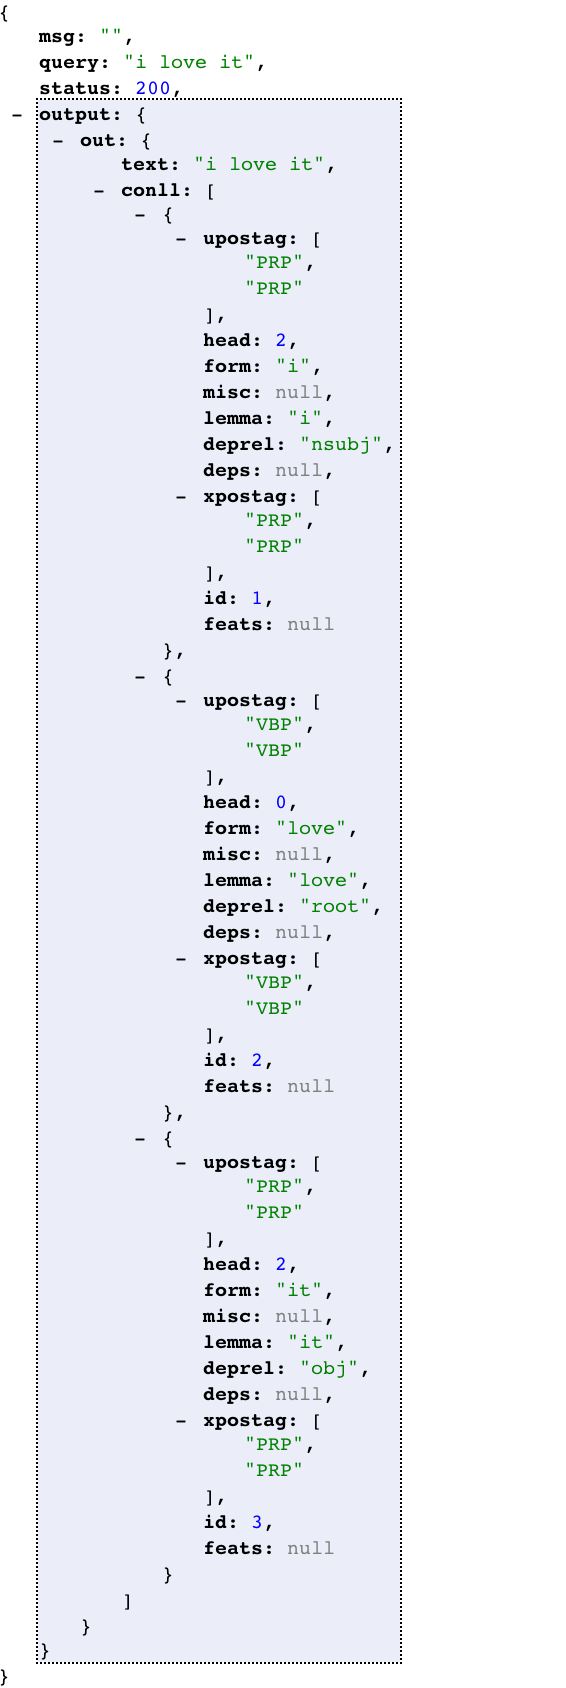 {
msg: "",
query: "i love it",
status: 200,
- output: {
- out: {
text: "i love it",
- conll: [
- {
- upostag: [
"PRP",
"PRP"
],
head: 2,
form: "i",
misc: null,
lemma: "i",
deprel: "nsubj",
deps: null,
- xpostag: [
"PRP",
"PRP"
],
id: 1,
feats: null
},
- {
- upostag: [
"VBP",
"VBP"
],
head: 0,
form: "love",
misc: null,
lemma: "love",
deprel: "root",
deps: null,
- xpostag: [
"VBP",
"VBP"
],
id: 2,
feats: null
},
- {
- upostag: [
"PRP",
"PRP"
],
head: 2,
form: "it",
misc: null,
lemma: "it",
deprel: "obj",
deps: null,
- xpostag: [
"PRP",
"PRP"
],
id: 3,
feats: null
}
]
}
}
}